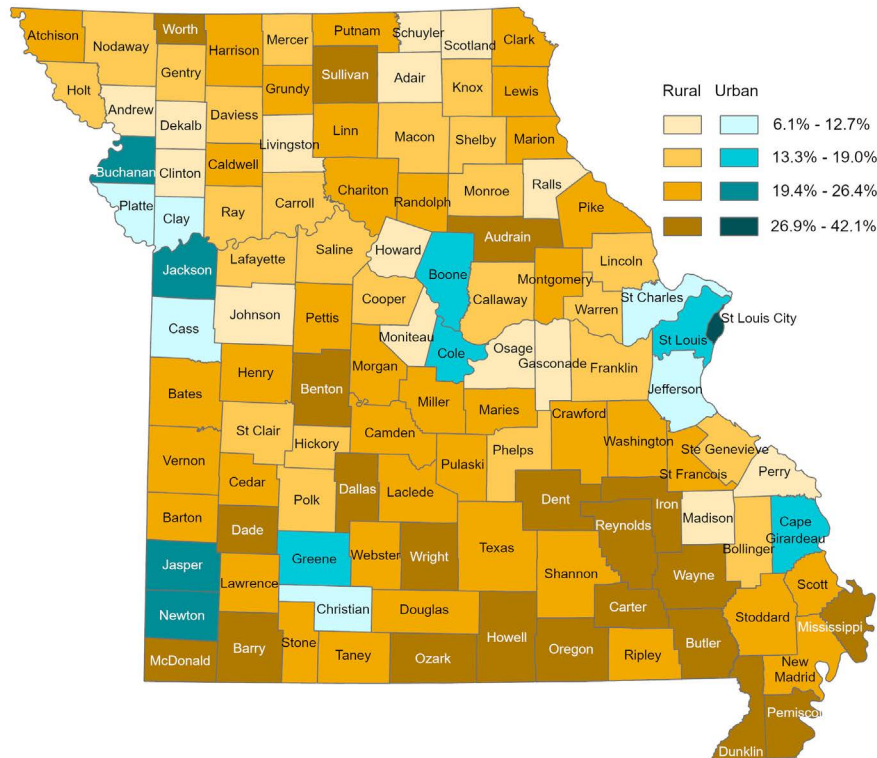 Atchison
Nodaway
Worth
Harrison
Mercer
Putnam
Schuyler
Scotland
Clark
Gentry
Sullivan
Adair
Knox
Lewis
Holt
Andrew
Dekalb
Daviess
Grundy
Linn
Macon
Shelby
Marion
Livingston
Buchanan
Clinton
Caldwell
Chariton
Randolph
Monroe
Ralls
Pike
Platte
Clay
Ray
Carroll
Rural Urban
6.1% - 12.7%
13.3% - 19.0%
19.4% - 26.4%
26.9% - 42.1%
Jackson
Lafayette
Saline
Howard
Boone
Audrain
Callaway
Montgomery
Lincoln
Warren
St Charles
St Louis City
St Louis
Cass
Johnson
Pettis
Cooper
Moniteau
Cole
Osage
Gasconade
Franklin
Jefferson
Bates
Henry
Benton
Morgan
Miller
Maries
Crawford
Washington
Ste Genevieve
St Francois
Perry
Vernon
St Clair
Hickory
Camden
Pulaski
Phelps
Cedar
Polk
Dallas
Laclede
Dent
Iron
Reynolds
Madison
Bollinger
Cape
Girardeau
Barton
Dade
Greene
Webster
Wright
Texas
Shannon
Wayne
Scott
Jasper
Lawrence
Christian
Douglas
Carter
Stoddard
Mississippi
Newton
McDonald
Barry
Stone
Taney
Ozark
Howell
Oregon
Ripley
Butler
New
Madrid
Pemisco
Dunklin